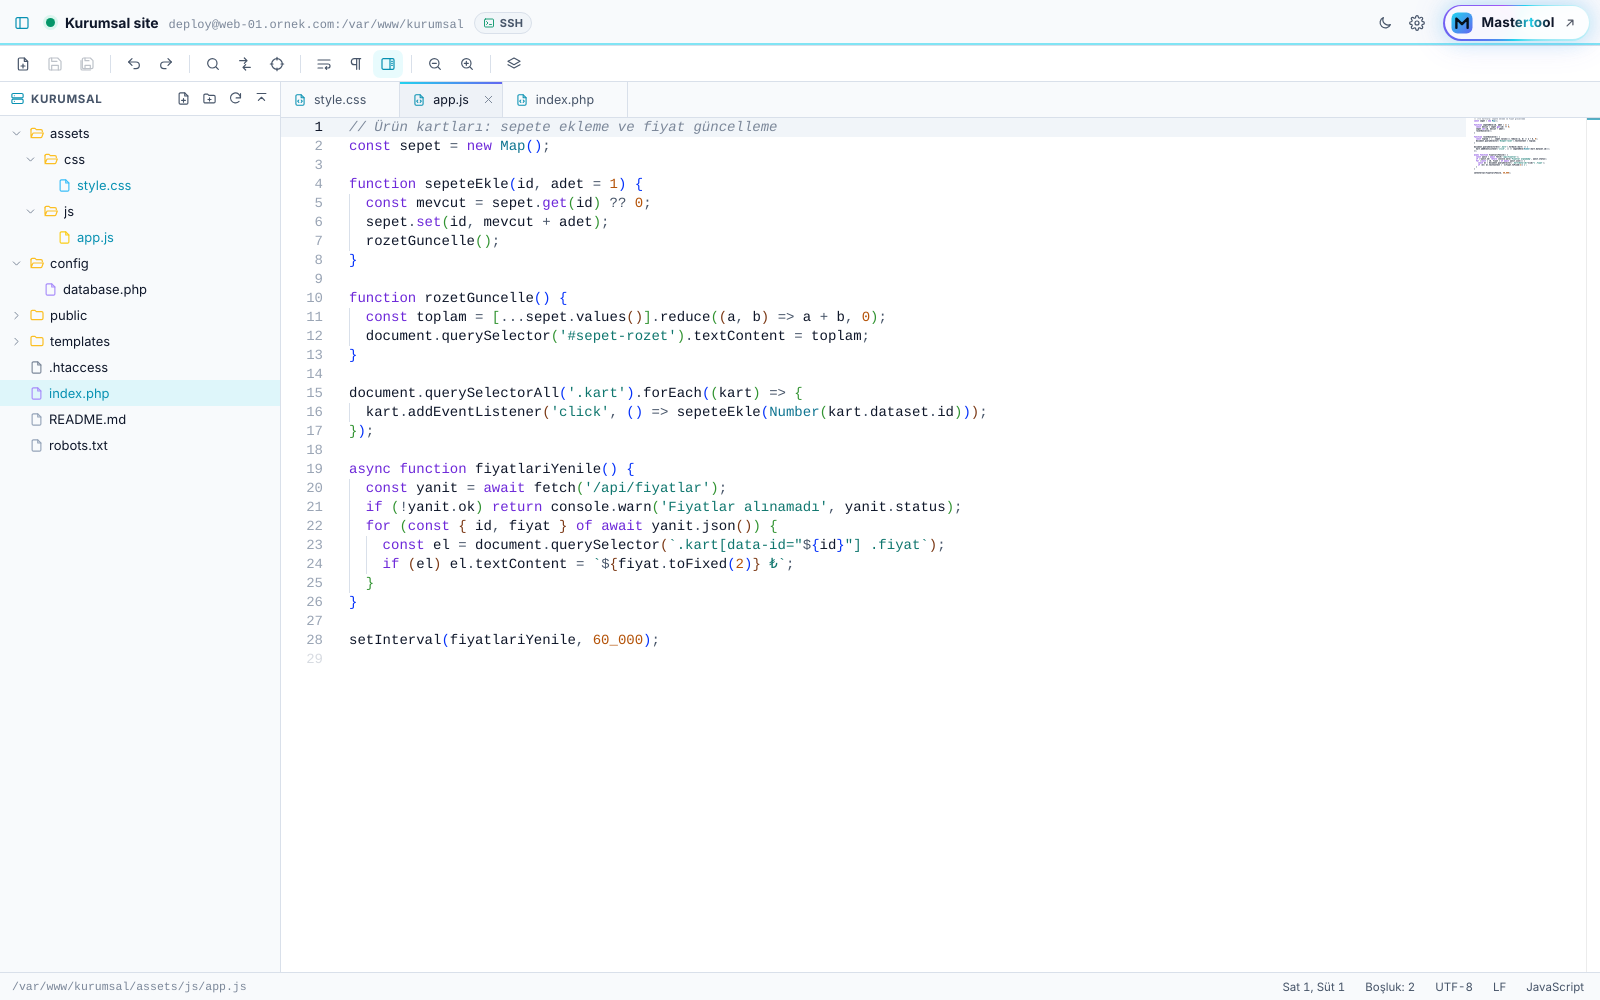 Kurumsal site deploy@web-01.ornek.com:/var/www/kurumsal SSH
Mastertool
KURUMSAL
assets
css
style.css
js
app.js
config
database.php
public
templates
.htaccess
index.php
README.md
robots.txt
style.css app.js index.php
1 // Ürün kartları: sepete ekleme ve fiyat güncelleme
2 const sepet = new Map();
3
4 function sepeteEkle(id, adet = 1) {
5   const mevcut = sepet.get(id) ?? 0;
6   sepet.set(id, mevcut + adet);
7   rozetGuncelle();
8 }
9
10 function rozetGuncelle() {
11   const toplam = [...sepet.values()].reduce((a, b) => a + b, 0);
12   document.querySelector('#sepet-rozet').textContent = toplam;
13 }
14
15 document.querySelectorAll('.kart').forEach((kart) => {
16   kart.addEventListener('click', () => sepeteEkle(Number(kart.dataset.id)));
17 });
18
19 async function fiyatlariYenile() {
20   const yanit = await fetch('/api/fiyatlar');
21   if (!yanit.ok) return console.warn('Fiyatlar alınamadı', yanit.status);
22   for (const { id, fiyat } of await yanit.json()) {
23     const el = document.querySelector(`.kart[data-id="${id}"] .fiyat`);
24     if (el) el.textContent = `${fiyat.toFixed(2)} ₺`;
25   }
26 }
27
28 setInterval(fiyatlariYenile, 60_000);
29
/var/www/kurumsal/assets/js/app.js
Sat 1, Süt 1 Boşluk: 2 UTF-8 LF JavaScript